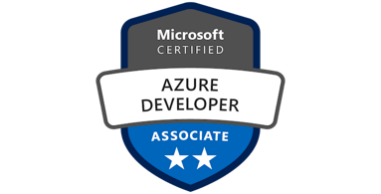 Microsoft
CERTIFIED
AZURE
DEVELOPER
ASSOCIATE